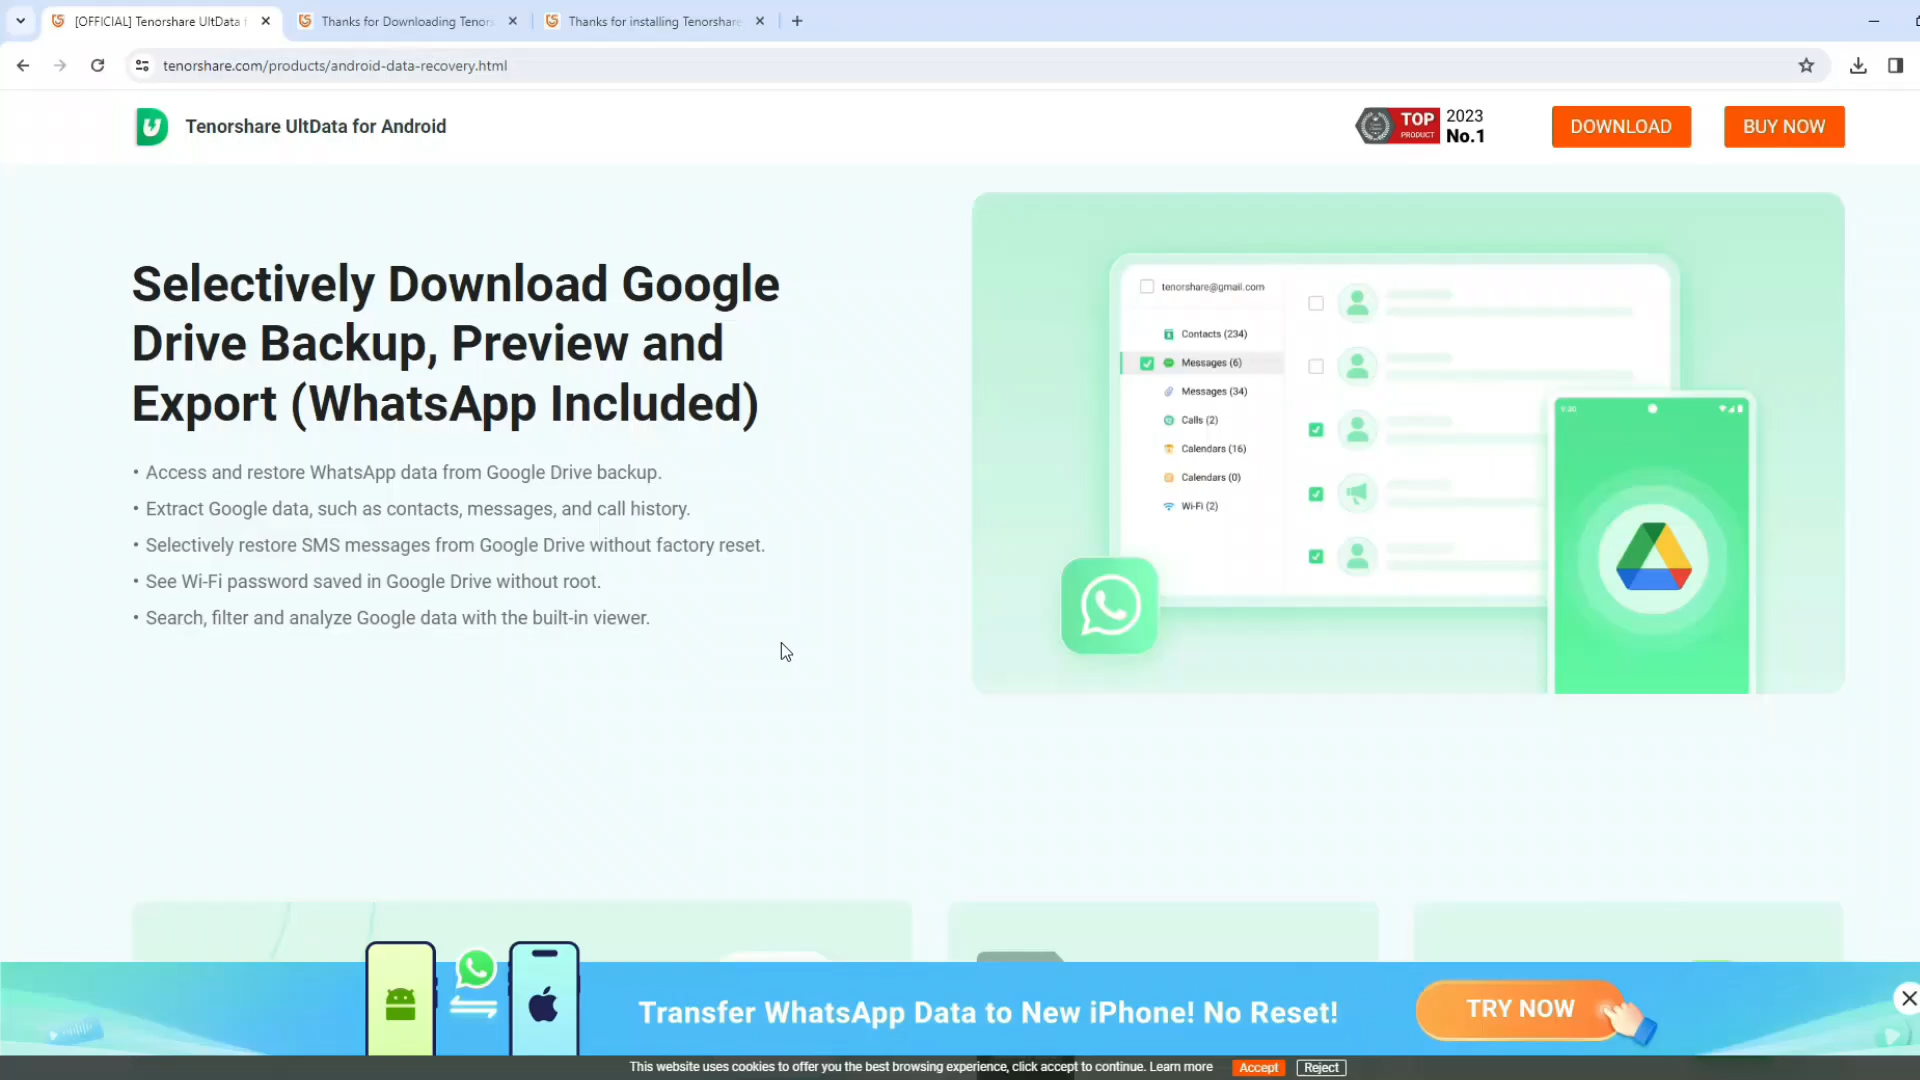 [OFFICIAL] Tenorshare UltData f
Thanks for Downloading Tenors
Thanks for installing Tenorshare
tenorshare.com/products/android-data-recovery.html
Tenorshare UltData for Android
TOP
PRODUCT
2023
No.1
DOWNLOAD
BUY NOW
Selectively Download Google
Drive Backup, Preview and
Export (WhatsApp Included)
• Access and restore WhatsApp data from Google Drive backup.
• Extract Google data, such as contacts, messages, and call history.
• Selectively restore SMS messages from Google Drive without factory reset.
• See Wi-Fi password saved in Google Drive without root.
• Search, filter and analyze Google data with the built-in viewer.
tenorshare@gmail.com
Contacts (234)
Messages (6)
Messages (34)
Calls (2)
Calendars (16)
Calendars (0)
Wi-Fi (2)
Transfer WhatsApp Data to New iPhone! No Reset!
TRY NOW
This website uses cookies to offer you the best browsing experience, click accept to continue. Learn more
Accept
Reject